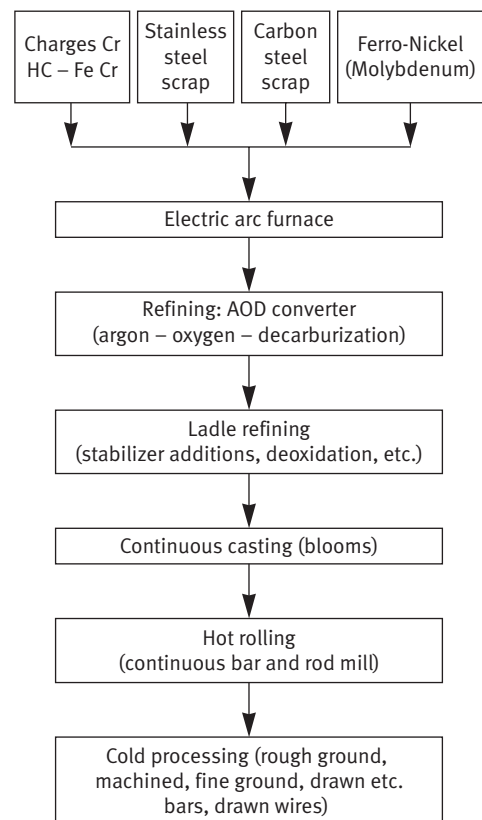 Charges Cr
HC – Fe Cr
Stainless
steel
scrap
Carbon
steel
scrap
Ferro-Nickel
(Molybdenum)
Electric arc furnace
Refining: AOD converter
(argon – oxygen – decarburization)
Ladle refining
(stabilizer additions, deoxidation, etc.)
Continuous casting (blooms)
Hot rolling
(continuous bar and rod mill)
Cold processing (rough ground,
machined, fine ground, drawn etc.
bars, drawn wires)